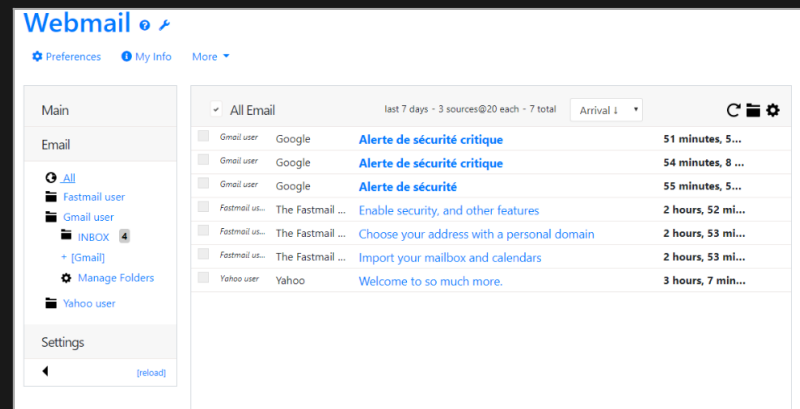 Webmail
Preferences My Info More
Main
Email
All
Fastmail user
Gmail user
INBOX 4
+ [Gmail]
Manage Folders
Yahoo user
Settings
[reload]
All Email last 7 days - 3 sources@20 each - 7 total Arrival ↓
Gmail user Google Alerte de sécurité critique 51 minutes, 5...
Gmail user Google Alerte de sécurité critique 54 minutes, 8 ...
Gmail user Google Alerte de sécurité 55 minutes, 5...
Fastmail us... The Fastmail ... Enable security, and other features 2 hours, 52 mi...
Fastmail us... The Fastmail ... Choose your address with a personal domain 2 hours, 53 mi...
Fastmail us... The Fastmail ... Import your mailbox and calendars 2 hours, 53 mi...
Yahoo user Yahoo Welcome to so much more. 3 hours, 7 min...